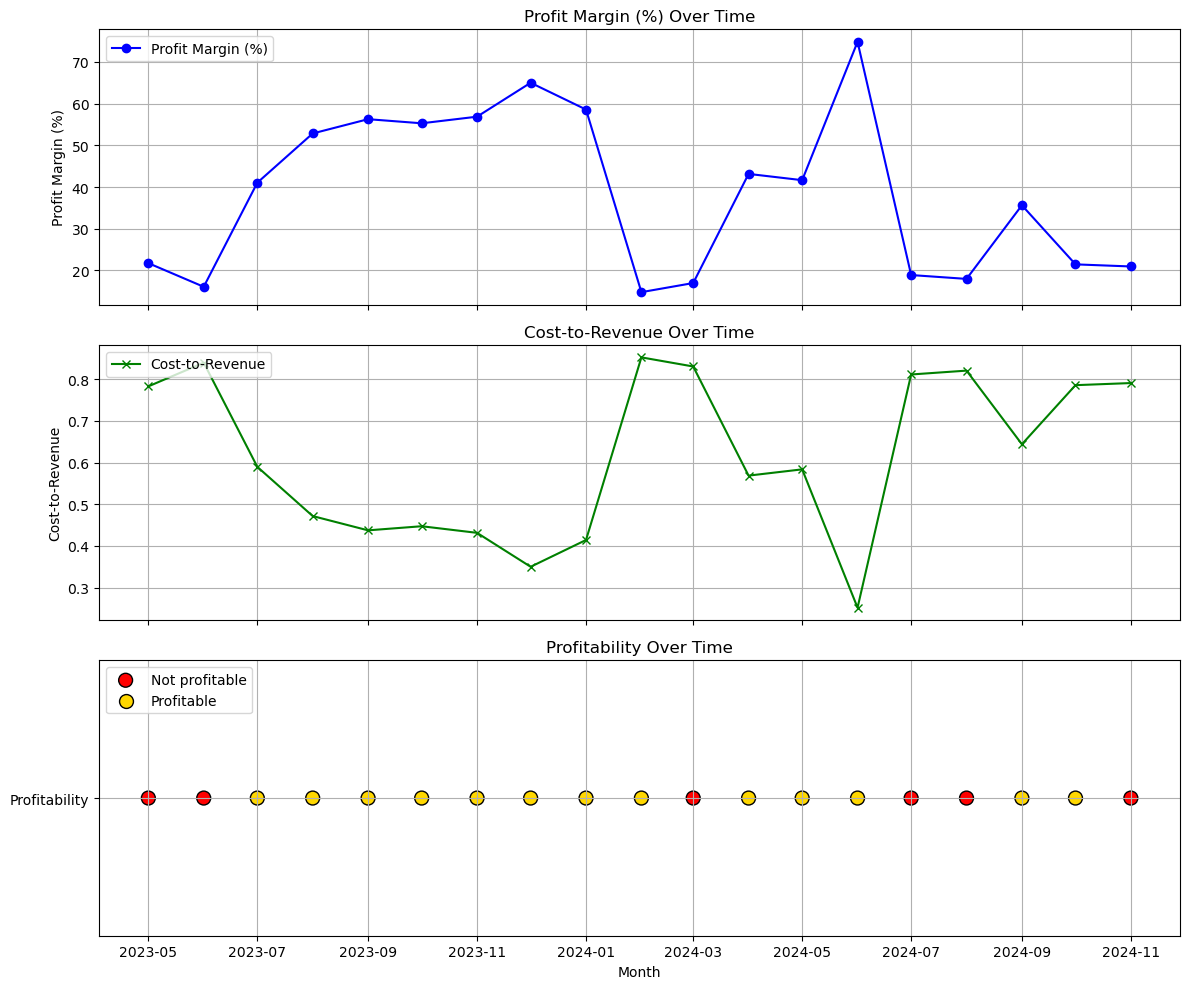 Profit Margin (%) Over Time
Profit Margin (%)
Profit Margin (%)
70
60
50
40
30
20
Cost-to-Revenue Over Time
Cost-to-Revenue
Cost-to-Revenue
0.8
0.7
0.6
0.5
0.4
0.3
Profitability Over Time
Not profitable
Profitable
Profitability
2023-05 2023-07 2023-09 2023-11 2024-01 2024-03 2024-05 2024-07 2024-09 2024-11
Month